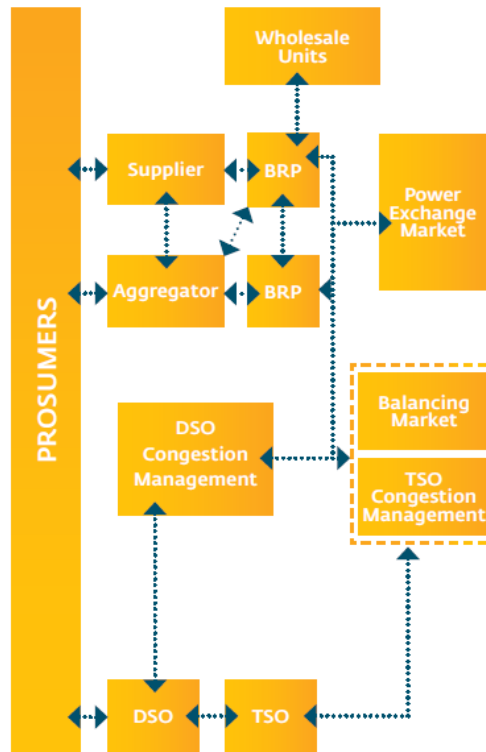 Wholesale
Units
Supplier
BRP
Power
Exchange
Market
PROSUMERS
Aggregator
BRP
Balancing
Market
DSO
Congestion
Management
TSO
Congestion
Management
DSO
TSO